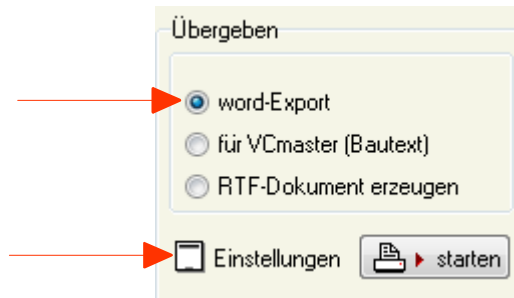 Übergeben
word-Export
für VCmaster (Bautext)
RTF-Dokument erzeugen
Einstellungen starten